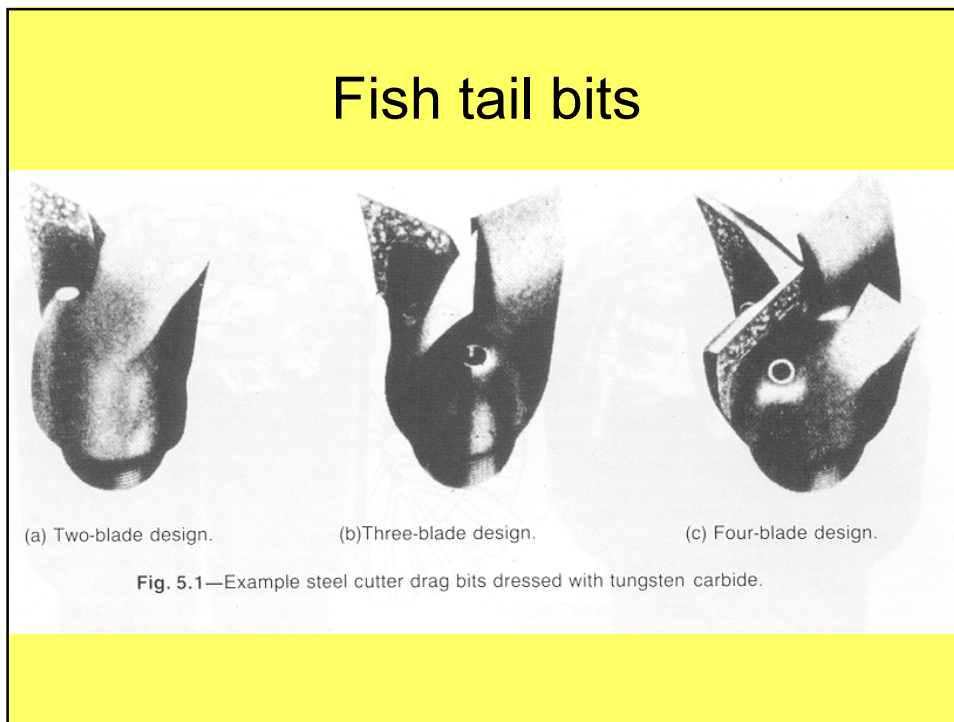 Fish tail bits
(a) Two-blade design.
(b)Three-blade design.
(c) Four-blade design.
Fig. 5.1—Example steel cutter drag bits dressed with tungsten carbide.